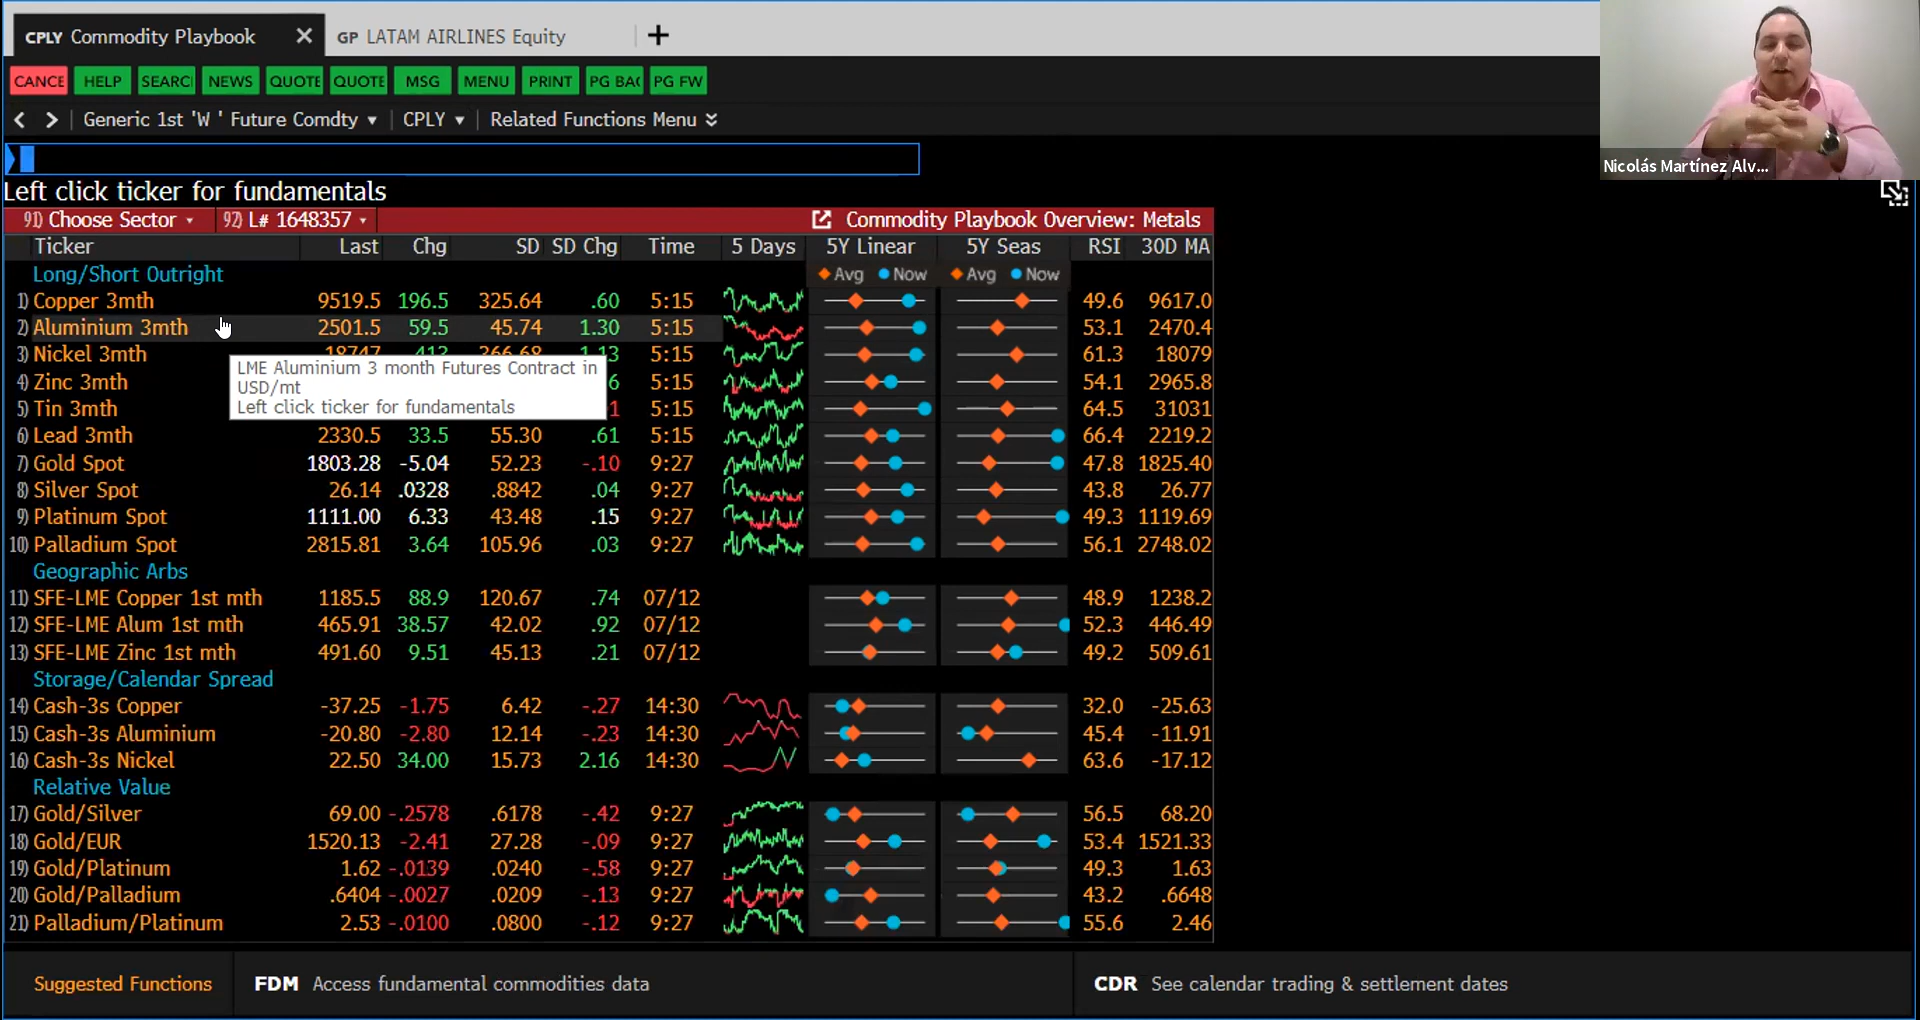 CPLY Commodity Playbook ✕ GP LATAM AIRLINES Equity +
CANCE HELP SEARC NEWS QUOTE QUOTE MSG MENU PRINT PG BAC PG FW
< > Generic 1st 'W ' Future Comdty ▾ CPLY ▾ Related Functions Menu
Nicolás Martínez Alv...
Left click ticker for fundamentals
91) Choose Sector ▾ 92) L# 1648357 ▾ Commodity Playbook Overview: Metals
Ticker Last Chg SD SD Chg Time 5 Days 5Y Linear 5Y Seas RSI 30D MA
Long/Short Outright Avg Now Avg Now
1) Copper 3mth 9519.5 196.5 325.64 .60 5:15 49.6 9617.0
2) Aluminium 3mth 2501.5 59.5 45.74 1.30 5:15 53.1 2470.4
3) Nickel 3mth 18747 413 366.68 1.13 5:15 61.3 18079
LME Aluminium 3 month Futures Contract in
USD/mt
Left click ticker for fundamentals
4) Zinc 3mth 6 5:15 54.1 2965.8
5) Tin 3mth 1 5:15 64.5 31031
6) Lead 3mth 2330.5 33.5 55.30 .61 5:15 66.4 2219.2
7) Gold Spot 1803.28 -5.04 52.23 -.10 9:27 47.8 1825.40
8) Silver Spot 26.14 .0328 .8842 .04 9:27 43.8 26.77
9) Platinum Spot 1111.00 6.33 43.48 .15 9:27 49.3 1119.69
10) Palladium Spot 2815.81 3.64 105.96 .03 9:27 56.1 2748.02
Geographic Arbs
11) SFE-LME Copper 1st mth 1185.5 88.9 120.67 .74 07/12 48.9 1238.2
12) SFE-LME Alum 1st mth 465.91 38.57 42.02 .92 07/12 52.3 446.49
13) SFE-LME Zinc 1st mth 491.60 9.51 45.13 .21 07/12 49.2 509.61
Storage/Calendar Spread
14) Cash-3s Copper -37.25 -1.75 6.42 -.27 14:30 32.0 -25.63
15) Cash-3s Aluminium -20.80 -2.80 12.14 -.23 14:30 45.4 -11.91
16) Cash-3s Nickel 22.50 34.00 15.73 2.16 14:30 63.6 -17.12
Relative Value
17) Gold/Silver 69.00 -.2578 .6178 -.42 9:27 56.5 68.20
18) Gold/EUR 1520.13 -2.41 27.28 -.09 9:27 53.4 1521.33
19) Gold/Platinum 1.62 -.0139 .0240 -.58 9:27 49.3 1.63
20) Gold/Palladium .6404 -.0027 .0209 -.13 9:27 43.2 .6648
21) Palladium/Platinum 2.53 -.0100 .0800 -.12 9:27 55.6 2.46
Suggested Functions FDM Access fundamental commodities data CDR See calendar trading & settlement dates